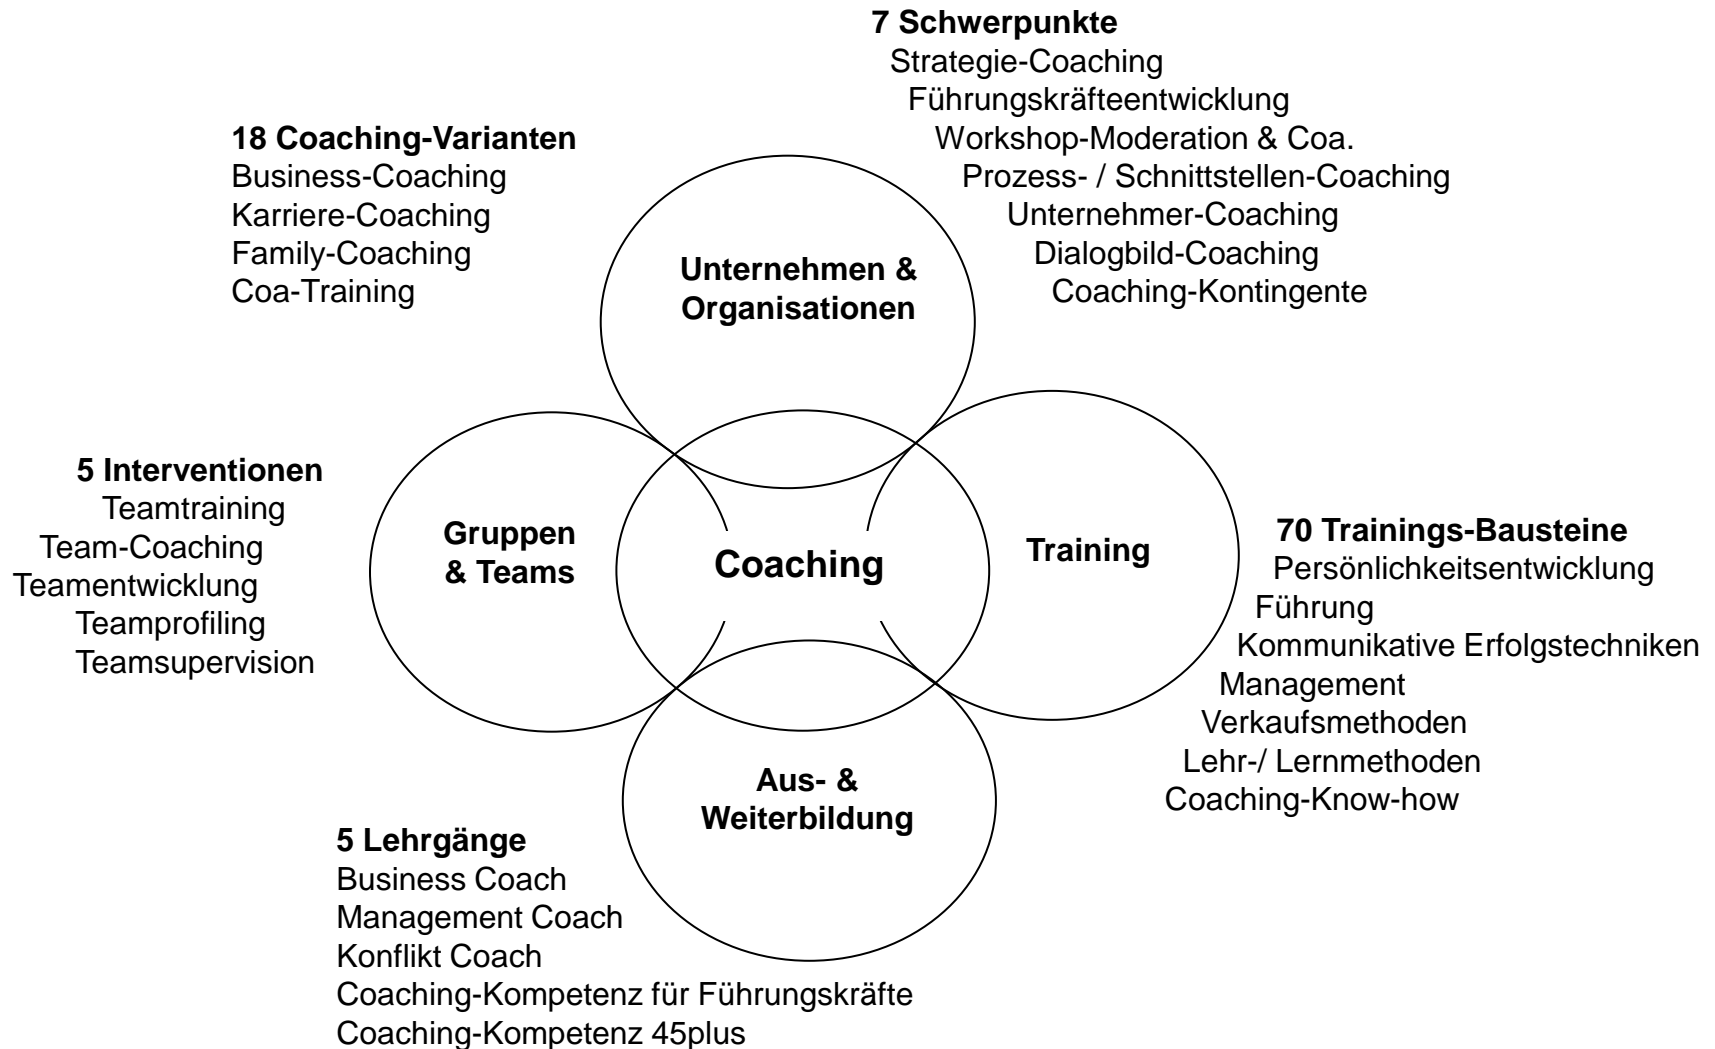 7 Schwerpunkte
Strategie-Coaching
Führungskräfteentwicklung
Workshop-Moderation & Coa.
Prozess- / Schnittstellen-Coaching
Unternehmer-Coaching
Dialogbild-Coaching
Coaching-Kontingente
18 Coaching-Varianten
Business-Coaching
Karriere-Coaching
Family-Coaching
Coa-Training
Unternehmen &
Organisationen
5 Interventionen
Teamtraining
Team-Coaching
Teamentwicklung
Teamprofiling
Teamsupervision
Gruppen
& Teams
Coaching
Training
70 Trainings-Bausteine
Persönlichkeitsentwicklung
Führung
Kommunikative Erfolgstechniken
Management
Verkaufsmethoden
Lehr-/ Lernmethoden
Coaching-Know-how
Aus- &
Weiterbildung
5 Lehrgänge
Business Coach
Management Coach
Konflikt Coach
Coaching-Kompetenz für Führungskräfte
Coaching-Kompetenz 45plus